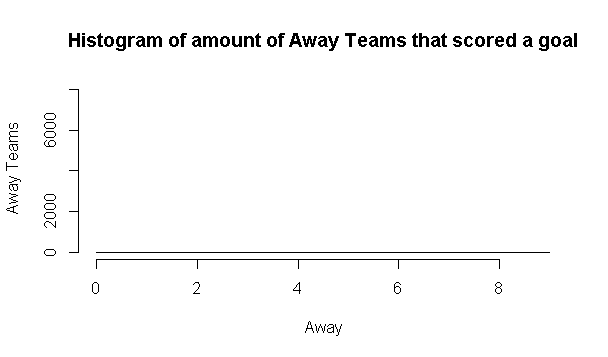 Histogram of amount of Away Teams that scored a goal
Away Teams
6000
2000
0
0 2 4 6 8
Away